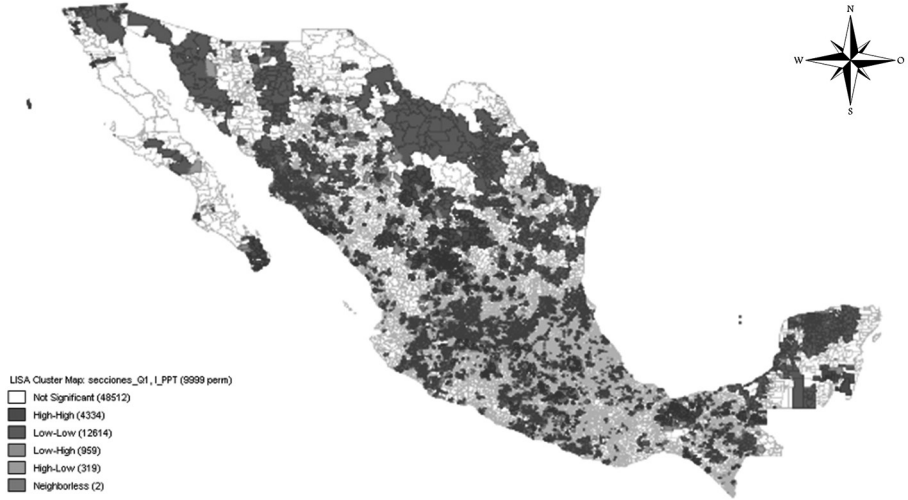 N
W
O
S
LISA Cluster Map: secciones_Q1, I_PPT (9999 perm)
Not Significant (48512)
High-High (4334)
Low-Low (12614)
Low-High (959)
High-Low (319)
Neighborless (2)